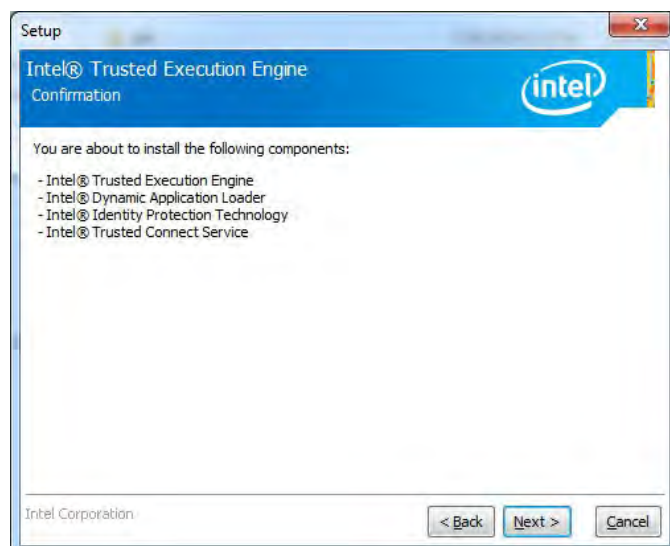 Setup
Intel® Trusted Execution Engine
Confirmation
intel
You are about to install the following components:
- Intel® Trusted Execution Engine
- Intel® Dynamic Application Loader
- Intel® Identity Protection Technology
- Intel® Trusted Connect Service
Intel Corporation
< Back Next > Cancel